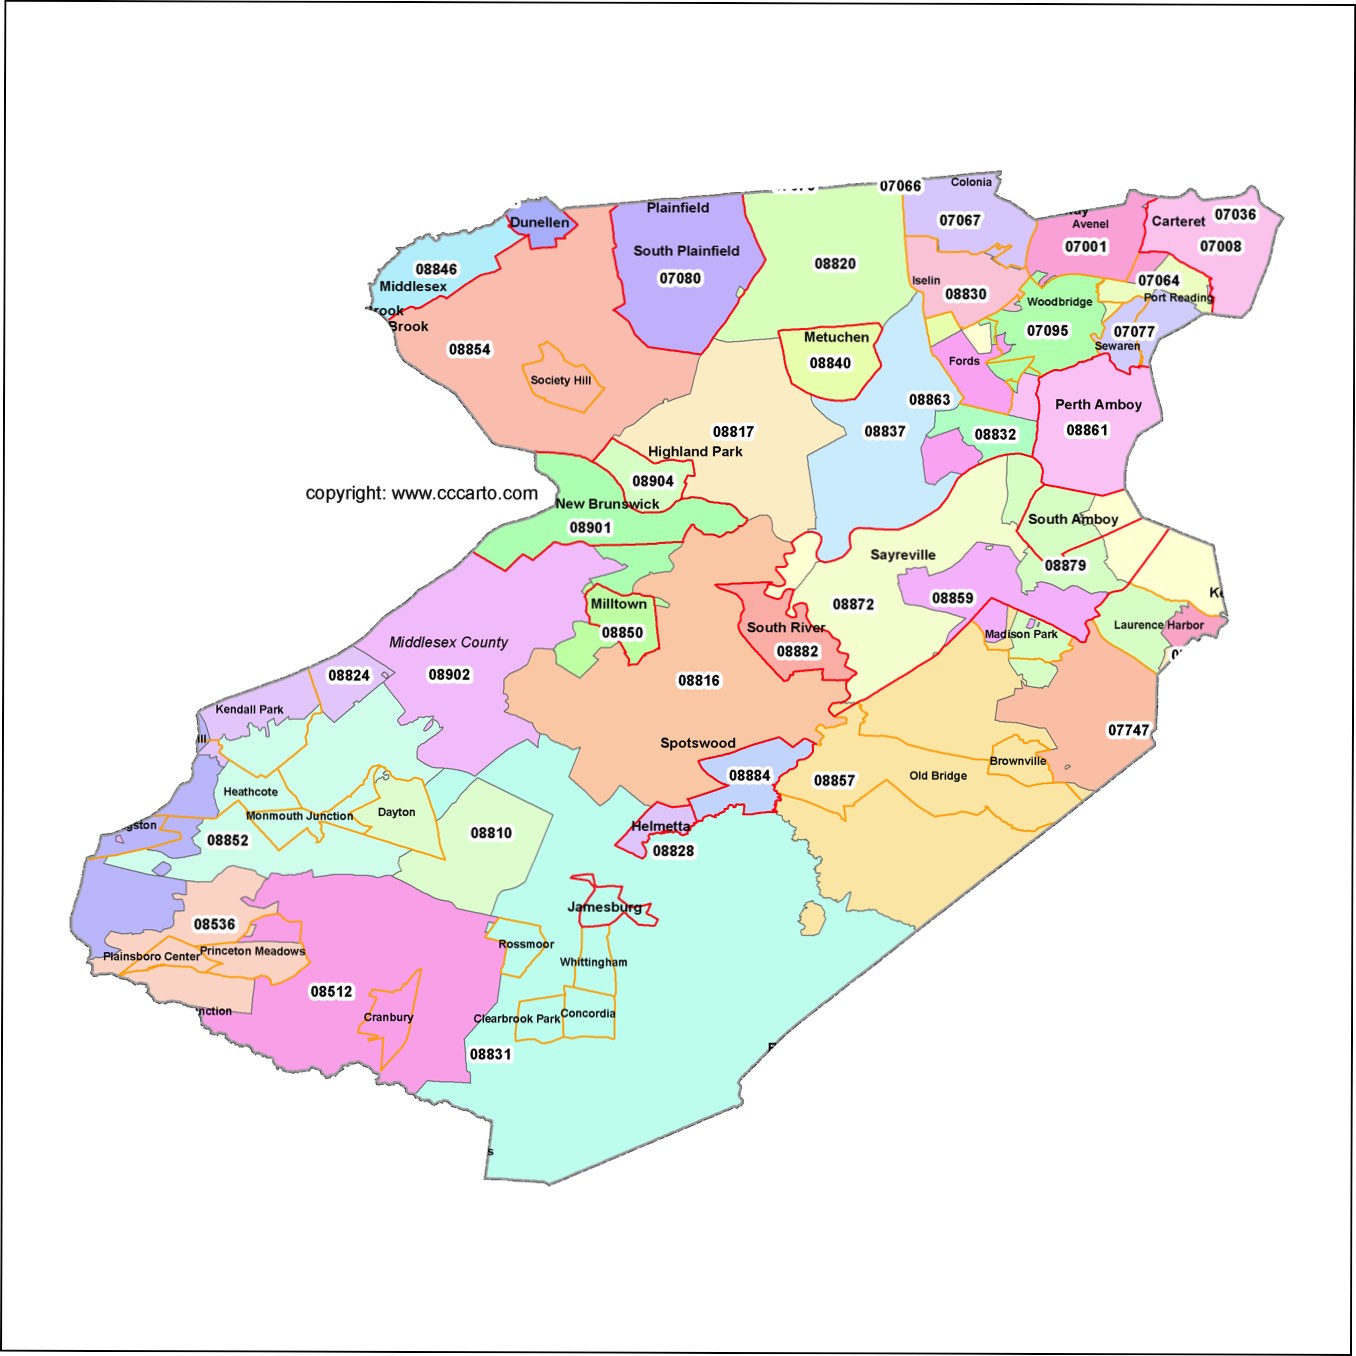 07066
Colonia
Plainfield
07036
Carteret
07067
Dunellen
Avenel
07001
07008
South Plainfield
07080
08820
08846
Middlesex
Iselin
08830
07064
Port Reading
Woodbridge
Brook
07095
07077
Sewaren
08854
Metuchen
08840
Fords
Society Hill
08863
Perth Amboy
08861
08817
08837
08832
Highland Park
08904
copyright: www.cccarto.com
New Brunswick
08901
South Amboy
Sayreville
08879
08859
Milltown
08872
08850
South River
Laurence Harbor
Madison Park
Middlesex County
08882
08902
08824
08816
Kendall Park
07747
Spotswood
Brownville
08884
08857
Old Bridge
Heathcote
Monmouth Junction
Dayton
Helmetta
08810
08852
08828
Jamesburg
08536
Rossmoor
Princeton Meadows
Plainsboro Center
Whittingham
08512
Cranbury
Clearbrook Park
Concordia
08831